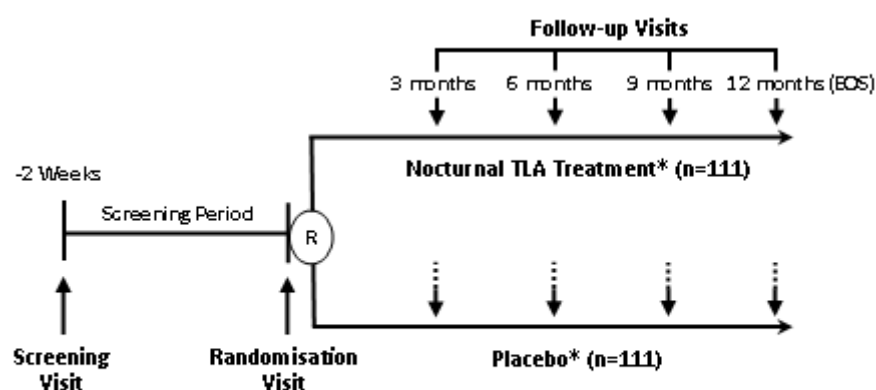 Follow-up Visits
3 months 6 months 9 months 12 months (EOS)
Nocturnal TLA Treatment* (n=111)
-2 Weeks
Screening Period
R
Screening Visit
Randomisation Visit
Placebo* (n=111)